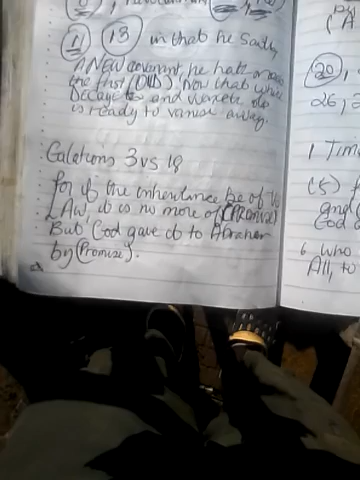 13 in that he Saith,
A NEW covenant, he hath made
the first (OLD). Now that which
Decayeth and waxeth old
is ready to vanish away.
Galatians 3 vs 18
for if the inheritance be of the
LAW, it is no more of (PROMISE)
But God gave it to Abraham
by (Promise).
20
26,
1 Tim
(5)
and
God
6 who
All, to